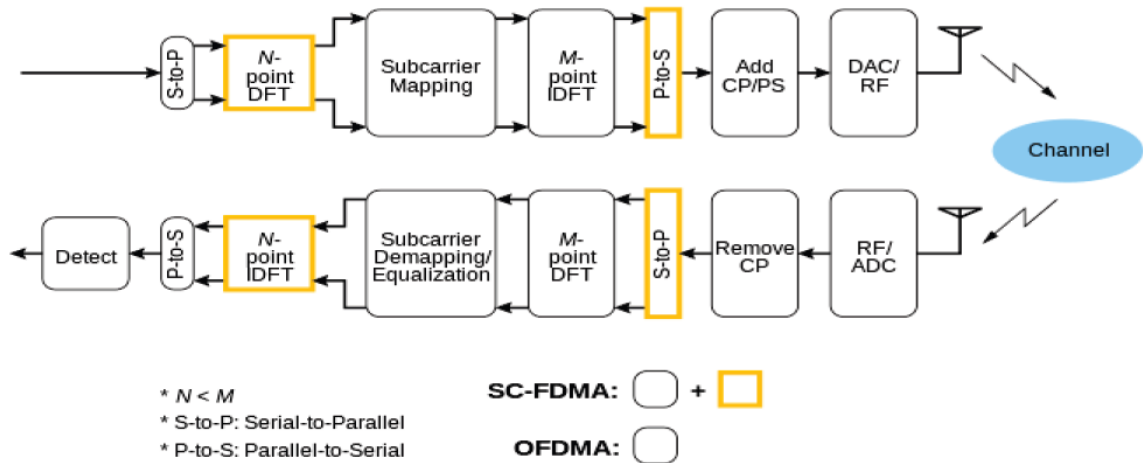 S-to-P
N-
point
DFT
Subcarrier
Mapping
M-
point
IDFT
P-to-S
Add
CP/PS
DAC/
RF
Channel
Detect
P-to-S
N-
point
IDFT
Subcarrier
Demapping/
Equalization
M-
point
DFT
S-to-P
Remove
CP
RF/
ADC
* N < M
* S-to-P: Serial-to-Parallel
* P-to-S: Parallel-to-Serial
SC-FDMA: +
OFDMA: